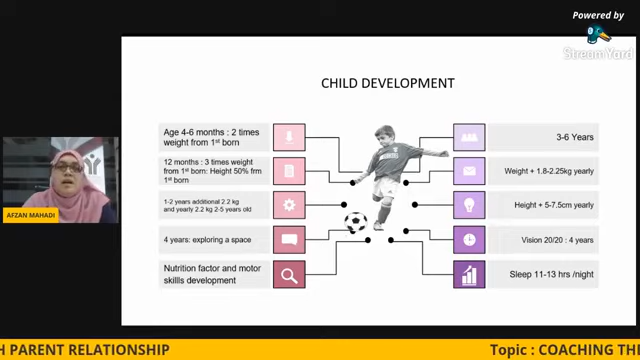 Powered by
StreamYard
CHILD DEVELOPMENT
Age 4-6 months : 2 times
weight from 1st born
12 months : 3 times weight
from 1st born: Height 50% frm
1st born
1-2 years additional 2.2 kg
and yearly 2.2 kg 2-5 years old
4 years: exploring a space
Nutrition factor and motor
skillls development
3-6 Years
Weight + 1.8-2.25kg yearly
Height + 5-7.5cm yearly
Vision 20/20 : 4 years
Sleep 11-13 hrs /night
AFZAN MAHADI
H PARENT RELATIONSHIP
Topic : COACHING TH